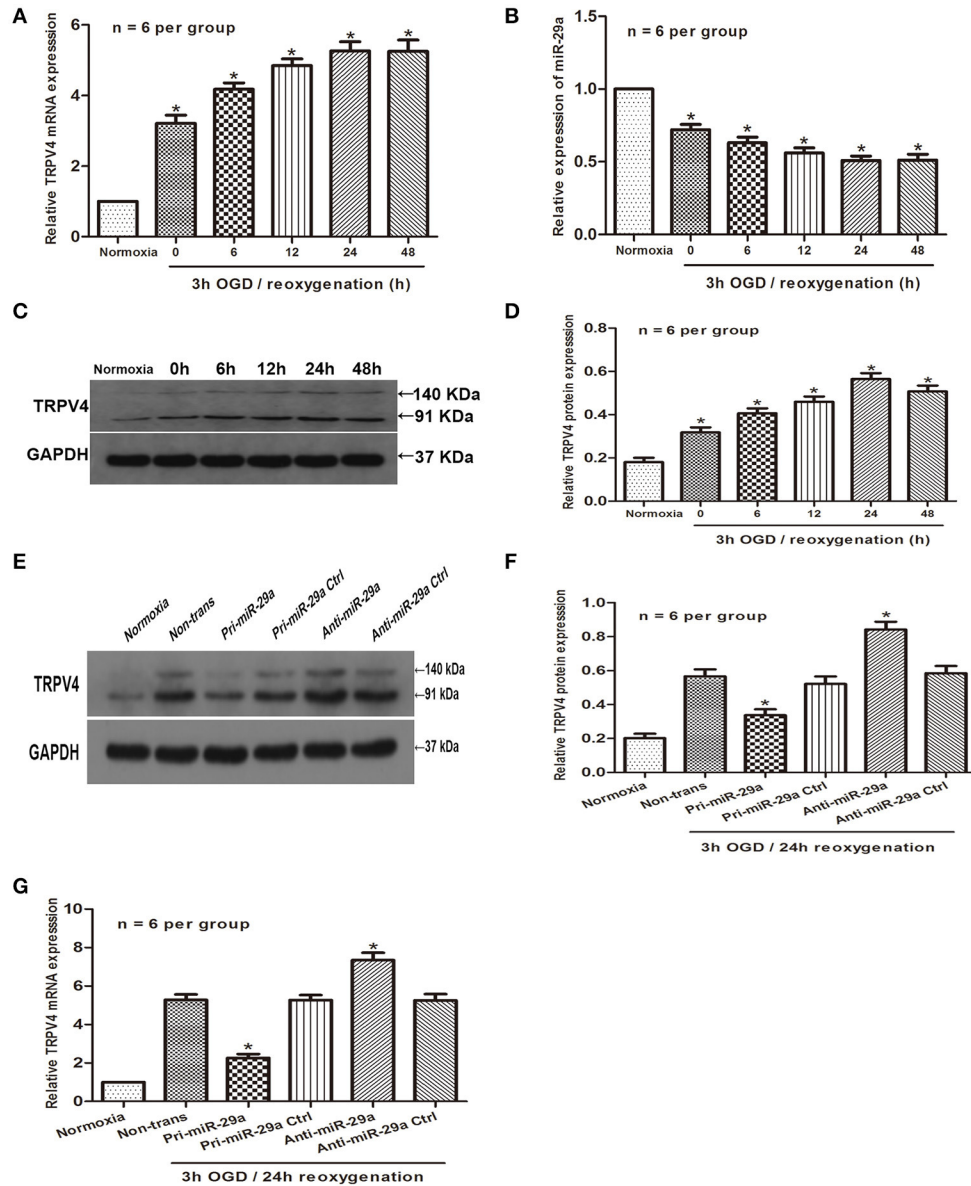 A
n = 6 per group
Relative TRPV4 mRNA expresssion
6
4
2
0
* * * * *
Normoxia 0 6 12 24 48
3h OGD / reoxygenation (h)
B
n = 6 per group
Relative expresssion of miR-29a
1.5
1.0
0.5
0.0
* * * * *
Normoxia 0 6 12 24 48
3h OGD / reoxygenation (h)
C
Normoxia 0h 6h 12h 24h 48h
TRPV4
←140 KDa
←91 KDa
GAPDH
←37 KDa
D
n = 6 per group
Relative TRPV4 protein expresssion
0.8
0.6
0.4
0.2
0.0
* * * * *
Normoxia 0 6 12 24 48
3h OGD / reoxygenation (h)
E
Normoxia Non-trans Pri-miR-29a Pri-miR-29a Ctrl Anti-miR-29a Anti-miR-29a Ctrl
TRPV4
←140 kDa
←91 kDa
GAPDH
←37 kDa
F
n = 6 per group
Relative TRPV4 protein expresssion
1.0
0.8
0.6
0.4
0.2
0.0
* *
Normoxia Non-trans Pri-miR-29a Pri-miR-29a Ctrl Anti-miR-29a Anti-miR-29a Ctrl
3h OGD / 24h reoxygenation
G
n = 6 per group
Relative TRPV4 mRNA expresssion
10
8
6
4
2
0
* *
Normoxia Non-trans Pri-miR-29a Pri-miR-29a Ctrl Anti-miR-29a Anti-miR-29a Ctrl
3h OGD / 24h reoxygenation